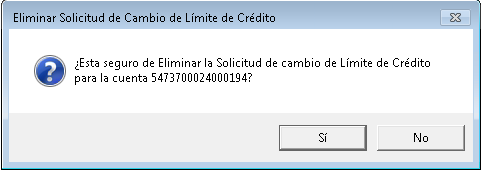 Eliminar Solicitud de Cambio de Límite de Crédito
¿Esta seguro de Eliminar la Solicitud de cambio de Límite de Crédito
para la cuenta 5473700024000194?
Sí
No